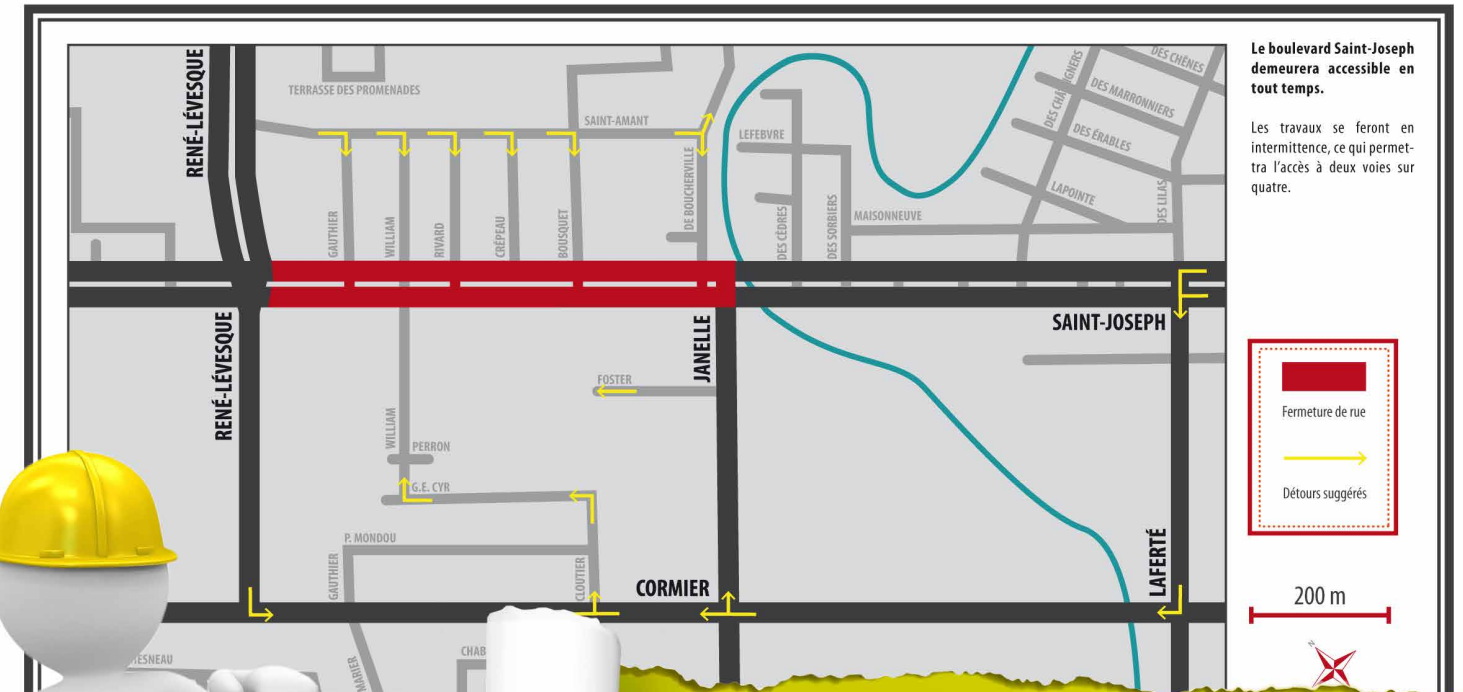 RENÉ-LÉVESQUE
TERRASSE DES PROMENADES
SAINT-AMANT
GAUTHIER
WILLIAM
RIVARD
CRÉPEAU
BOUSQUET
DE BOUCHERVILLE
LEFEBVRE
DES CÈDRES
DES SORBIERS
MAISONNEUVE
DES CHÊNES
DES MARRONNIERS
DES ÉRABLES
LAPOINTE
DES LILAS
RENÉ-LÉVESQUE
JANELLE
SAINT-JOSEPH
FOSTER
WILLIAM
PERRON
G.E. CYR
P. MONDOU
GAUTHIER
CLOUTIER
CORMIER
LAFERTÉ
Le boulevard Saint-Joseph
demeurera accessible en
tout temps.
Les travaux se feront en
intermittence, ce qui permet-
tra l'accès à deux voies sur
quatre.
Fermeture de rue
Détours suggérés
200 m
N